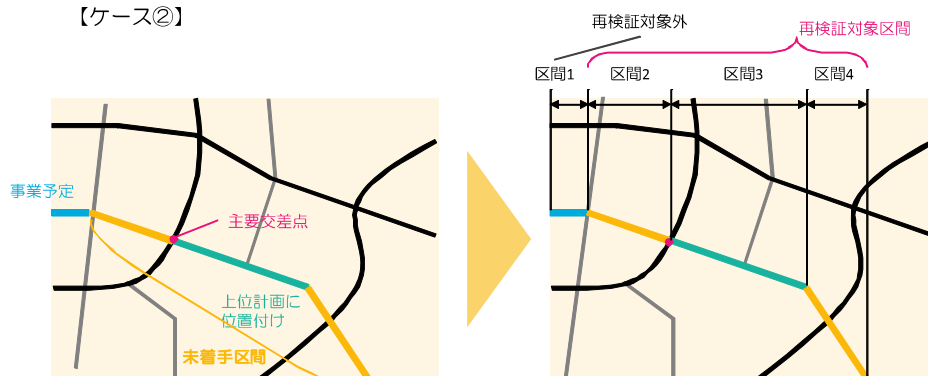 【ケース②】
再検証対象外
再検証対象区間
区間1
区間2
区間3
区間4
事業予定
主要交差点
上位計画に
位置付け
未着手区間